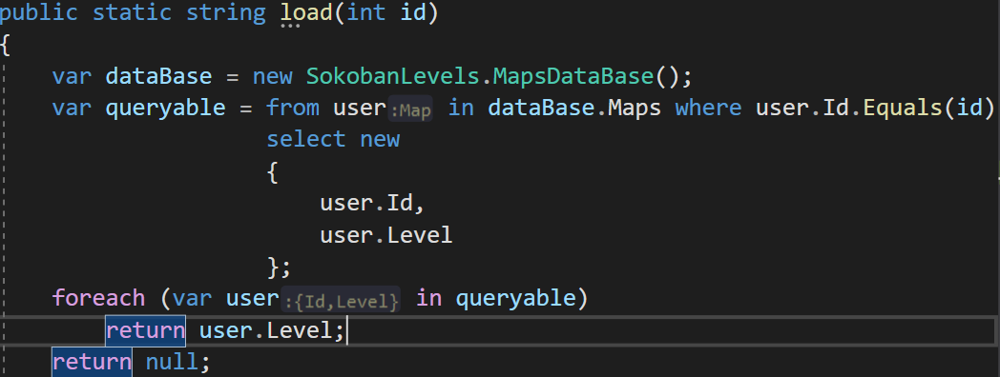 public static string load(int id)
{
    var dataBase = new SokobanLevels.MapsDataBase();
    var queryable = from user :Map in dataBase.Maps where user.Id.Equals(id)
                    select new
                    {
                        user.Id,
                        user.Level
                    };
    foreach (var user :{Id,Level} in queryable)
        return user.Level;
    return null;